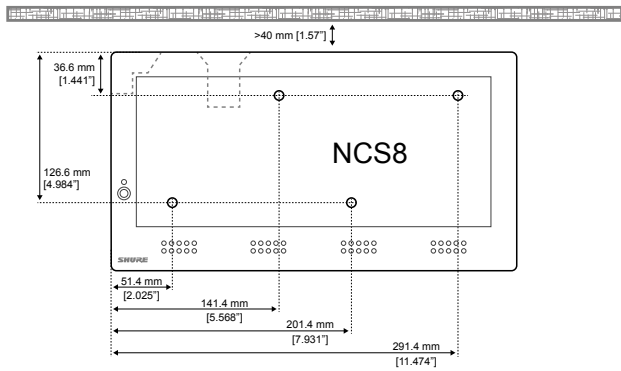 >40 mm [1.57"]
36.6 mm
[1.441"]
NCS8
126.6 mm
[4.984"]
SHURE
51.4 mm
[2.025"]
141.4 mm
[5.568"]
201.4 mm
[7.931"]
291.4 mm
[11.474"]